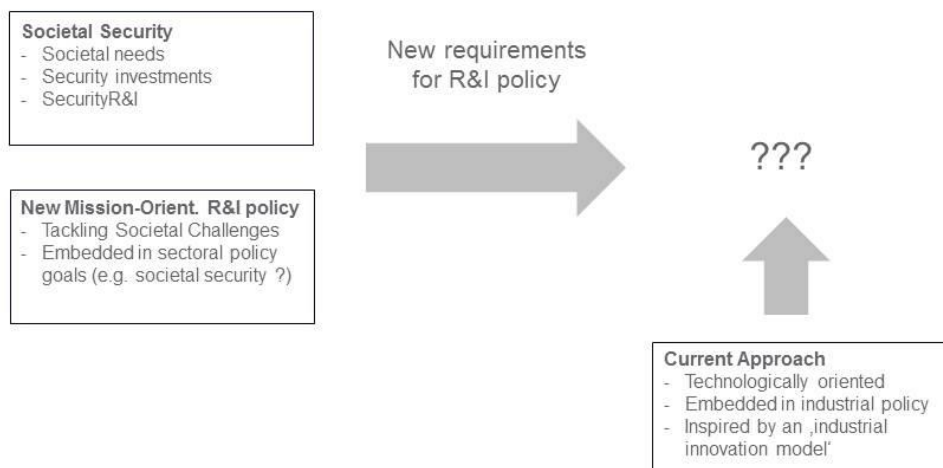 Societal Security
- Societal needs
- Security investments
- SecurityR&I
New requirements
for R&I policy
???
New Mission-Orient. R&I policy
- Tackling Societal Challenges
- Embedded in sectoral policy
goals (e.g. societal security ?)
Current Approach
- Technologically oriented
- Embedded in industrial policy
- Inspired by an ‚industrial
innovation model‘